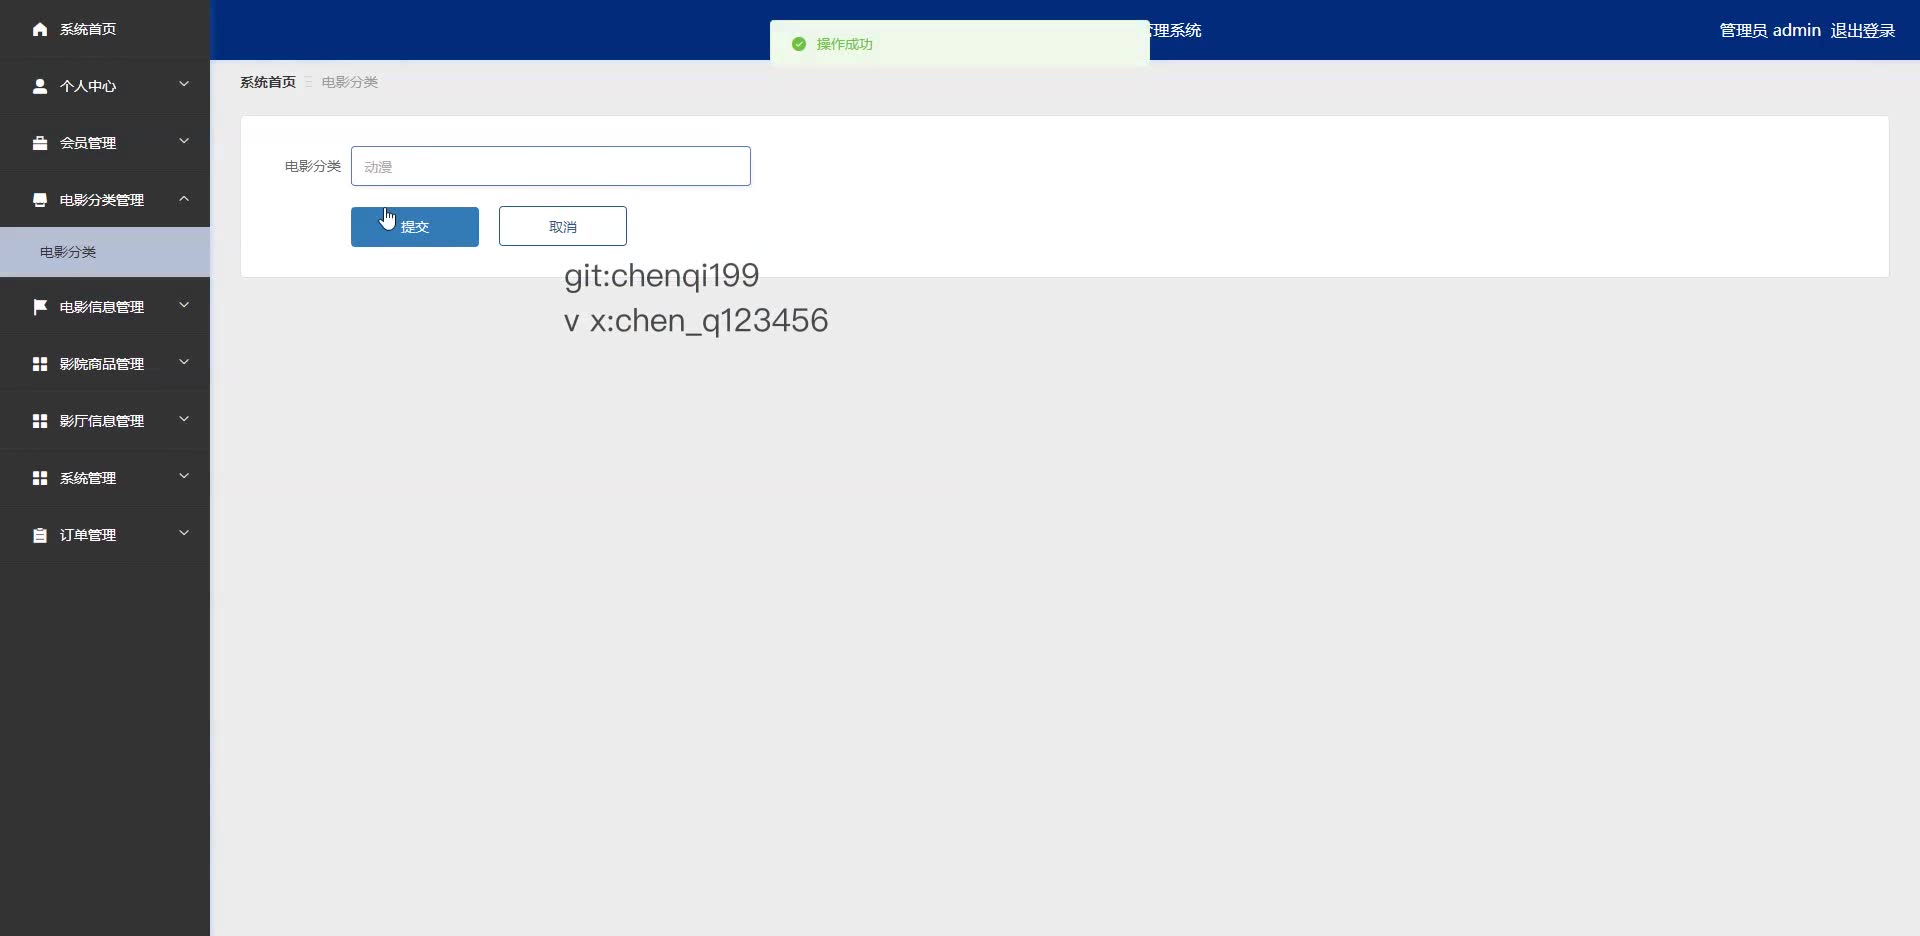 系统首页
个人中心
会员管理
电影分类管理
电影分类
电影信息管理
影院商品管理
影厅信息管理
系统管理
订单管理
操作成功
管理系统
管理员 admin 退出登录
系统首页
电影分类
电影分类
动漫
提交
取消
git:chenqi199
v x:chen_q123456